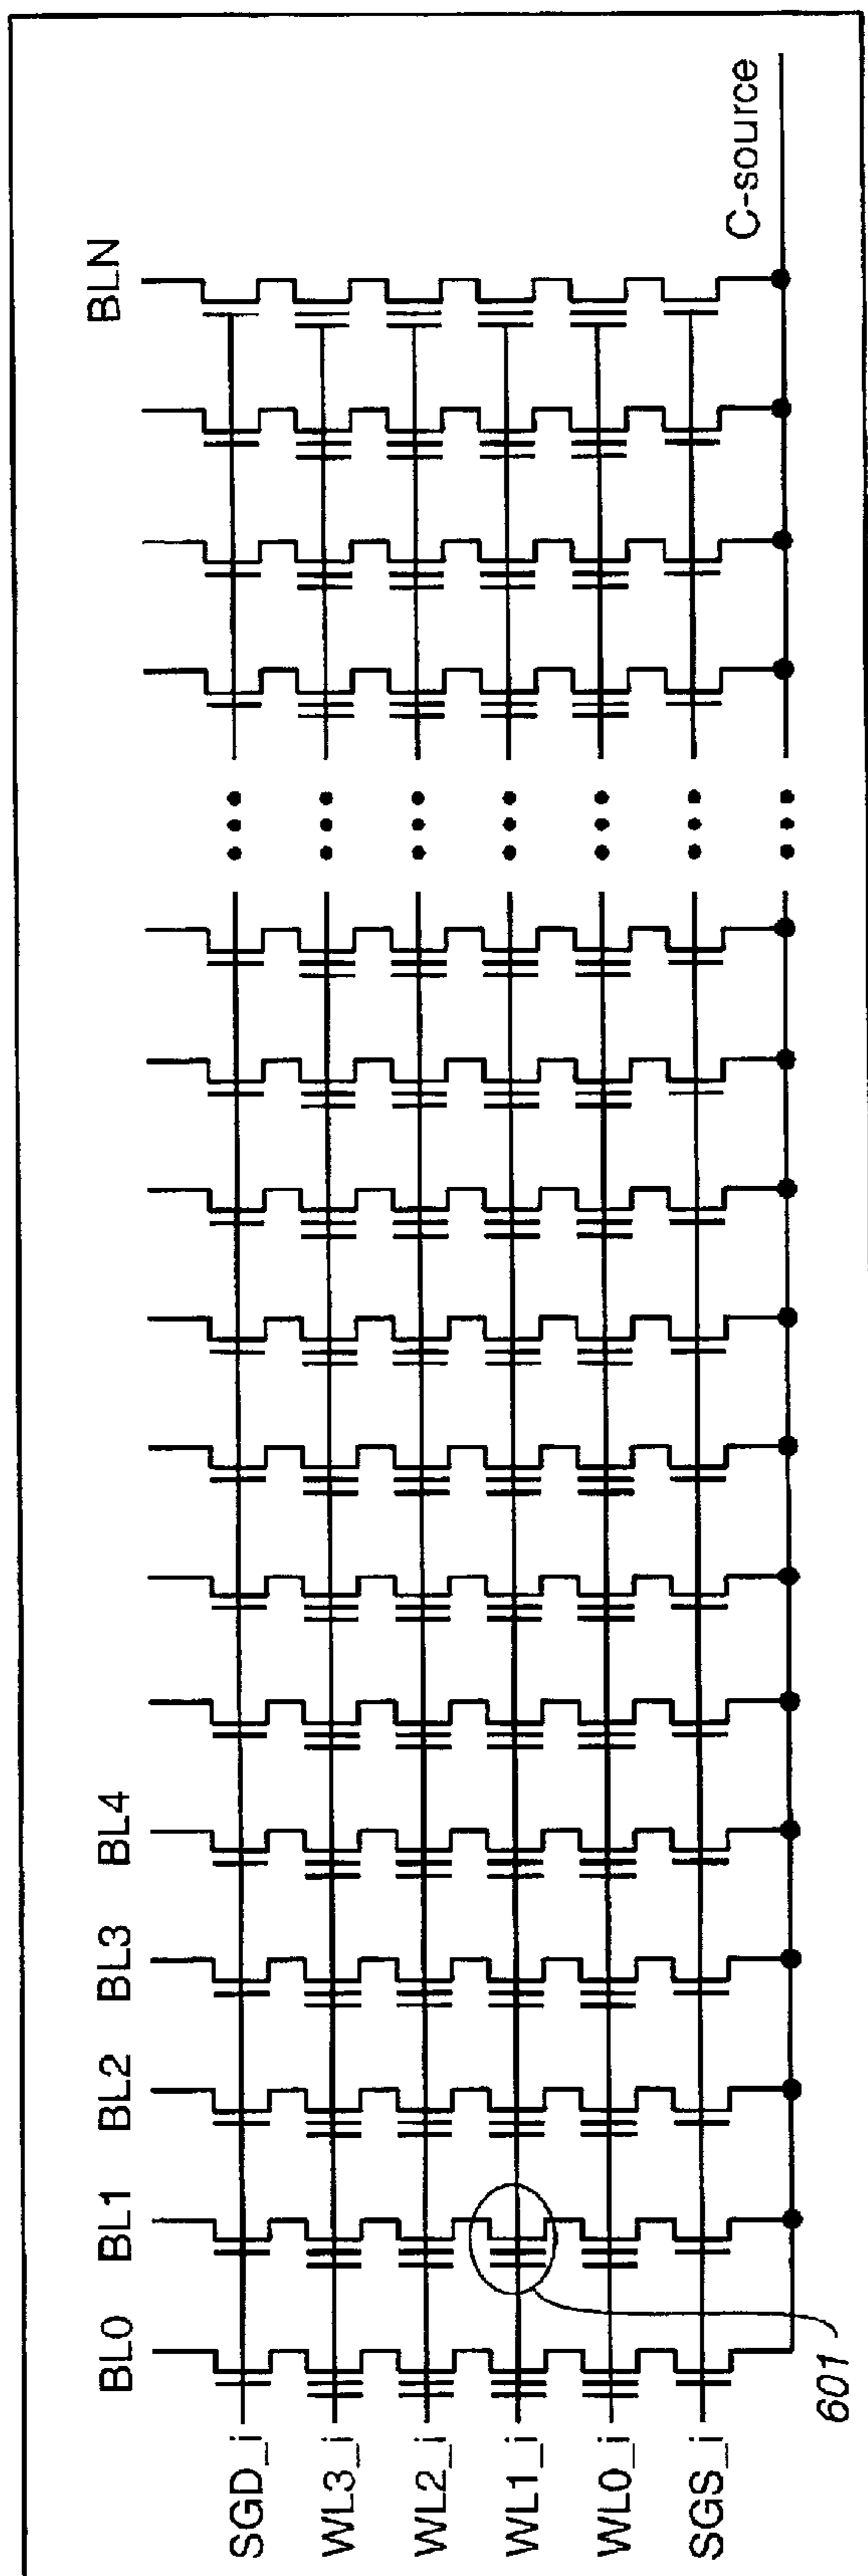 BL0 BL1 BL2 BL3 BL4 BLN
SGD_i
WL3_i
WL2_i
WL1_i
WL0_i
SGS_i
C-source
601